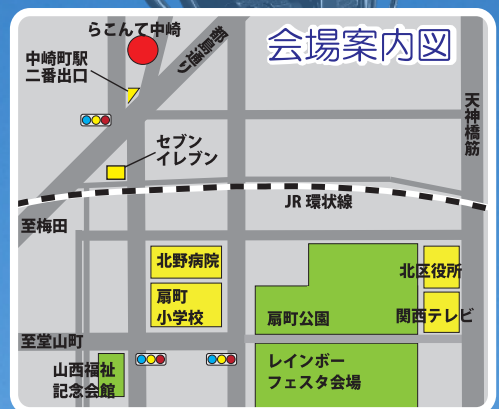 らこんて中崎
会場案内図
都島通り
中崎町駅
二番出口
天神橋筋
セブン
イレブン
JR 環状線
至梅田
北野病院
北区役所
扇町
小学校
扇町公園
関西テレビ
至堂山町
山西福祉
記念会館
レインボー
フェスタ会場